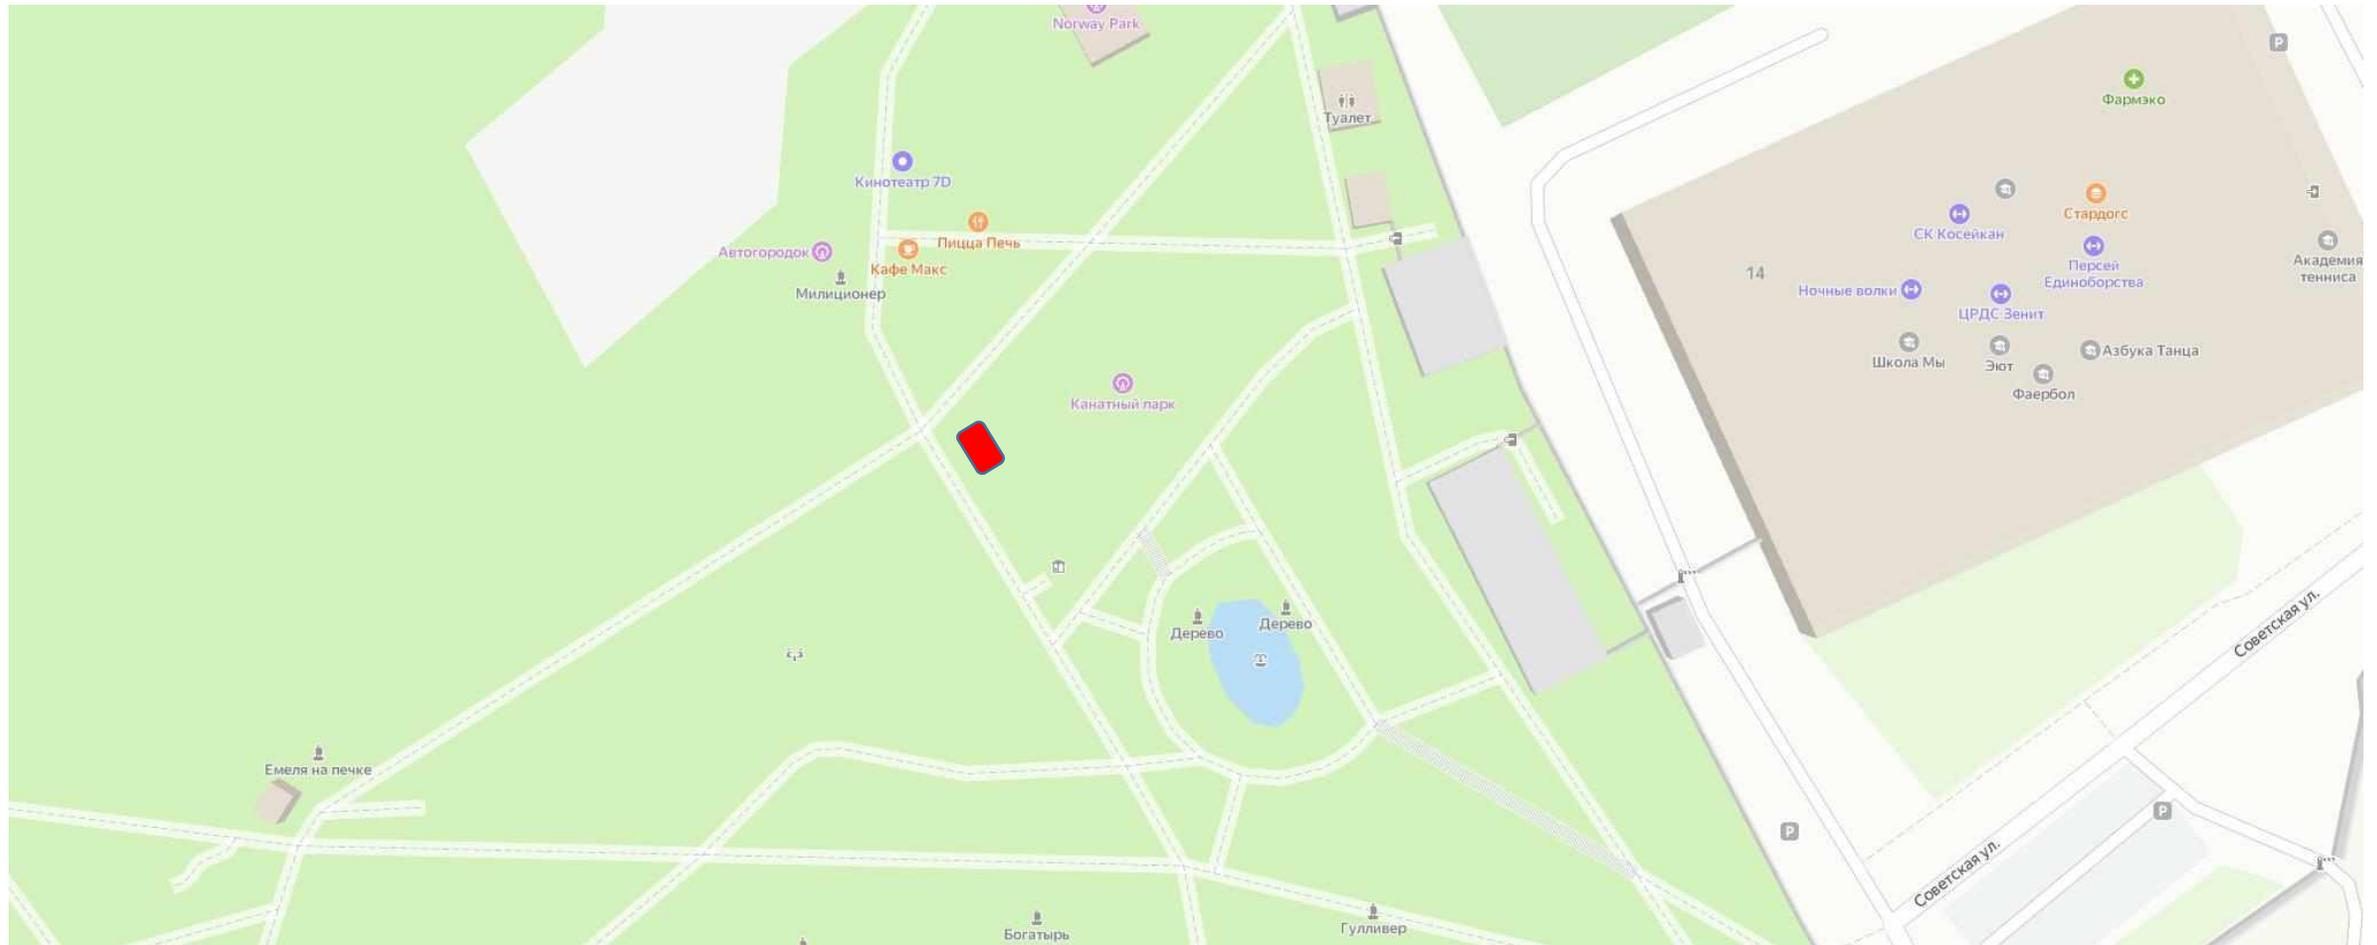 Norway Park
P
Фармэко
Туалет
Кинотеатр 7D
Стардогс
СК Косейкан
Пицца Печь
Автогородок
Кафе Макс
Милиционер
14
Персей
Единоборства
Академия
тенниса
Ночные волки
ЦРДС Зенит
Школа Мы
Эют
Азбука Танца
Фаербол
Канатный парк
Дерево
Дерево
Советская ул.
Емеля на печке
P
P
Советская ул.
Богатырь
Гулливер